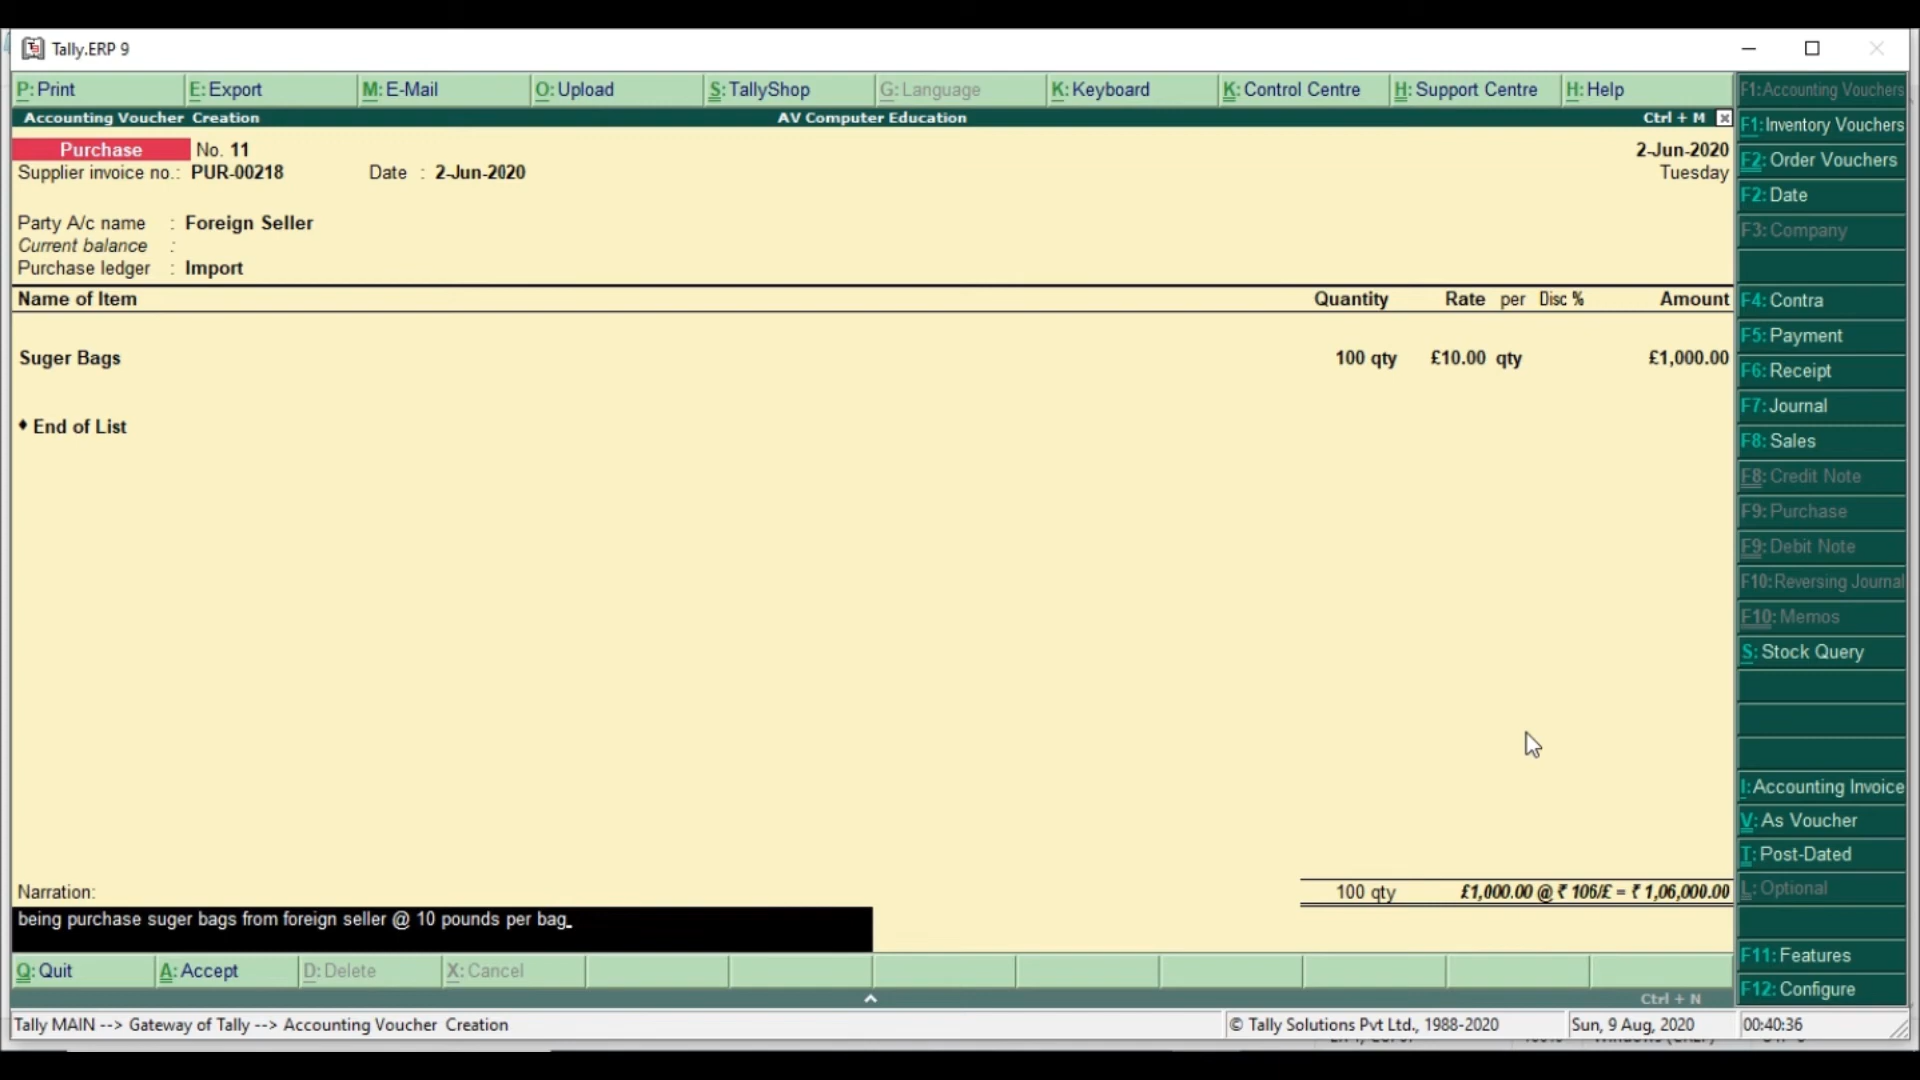 Tally.ERP 9
P: Print E: Export M: E-Mail O: Upload S: TallyShop G: Language K: Keyboard K: Control Centre H: Support Centre H: Help
Accounting Voucher Creation AV Computer Education Ctrl + M
Purchase No. 11 2-Jun-2020
Supplier invoice no.: PUR-00218 Date : 2-Jun-2020 Tuesday
Party A/c name : Foreign Seller
Current balance :
Purchase ledger : Import
Name of Item Quantity Rate per Disc % Amount
Suger Bags 100 qty £10.00 qty £1,000.00
♦ End of List
Narration: 100 qty £1,000.00 @ ₹ 106/£ = ₹ 1,06,000.00
being purchase suger bags from foreign seller @ 10 pounds per bag
Q: Quit A: Accept D: Delete X: Cancel
Ctrl + N
F1: Accounting Vouchers
F1: Inventory Vouchers
F2: Order Vouchers
F2: Date
F3: Company
F4: Contra
F5: Payment
F6: Receipt
F7: Journal
F8: Sales
F8: Credit Note
F9: Purchase
F9: Debit Note
F10: Reversing Journal
F10: Memos
S: Stock Query
I: Accounting Invoice
V: As Voucher
T: Post-Dated
L: Optional
F11: Features
F12: Configure
Tally MAIN --> Gateway of Tally --> Accounting Voucher Creation © Tally Solutions Pvt Ltd., 1988-2020 Sun, 9 Aug, 2020 00:40:36